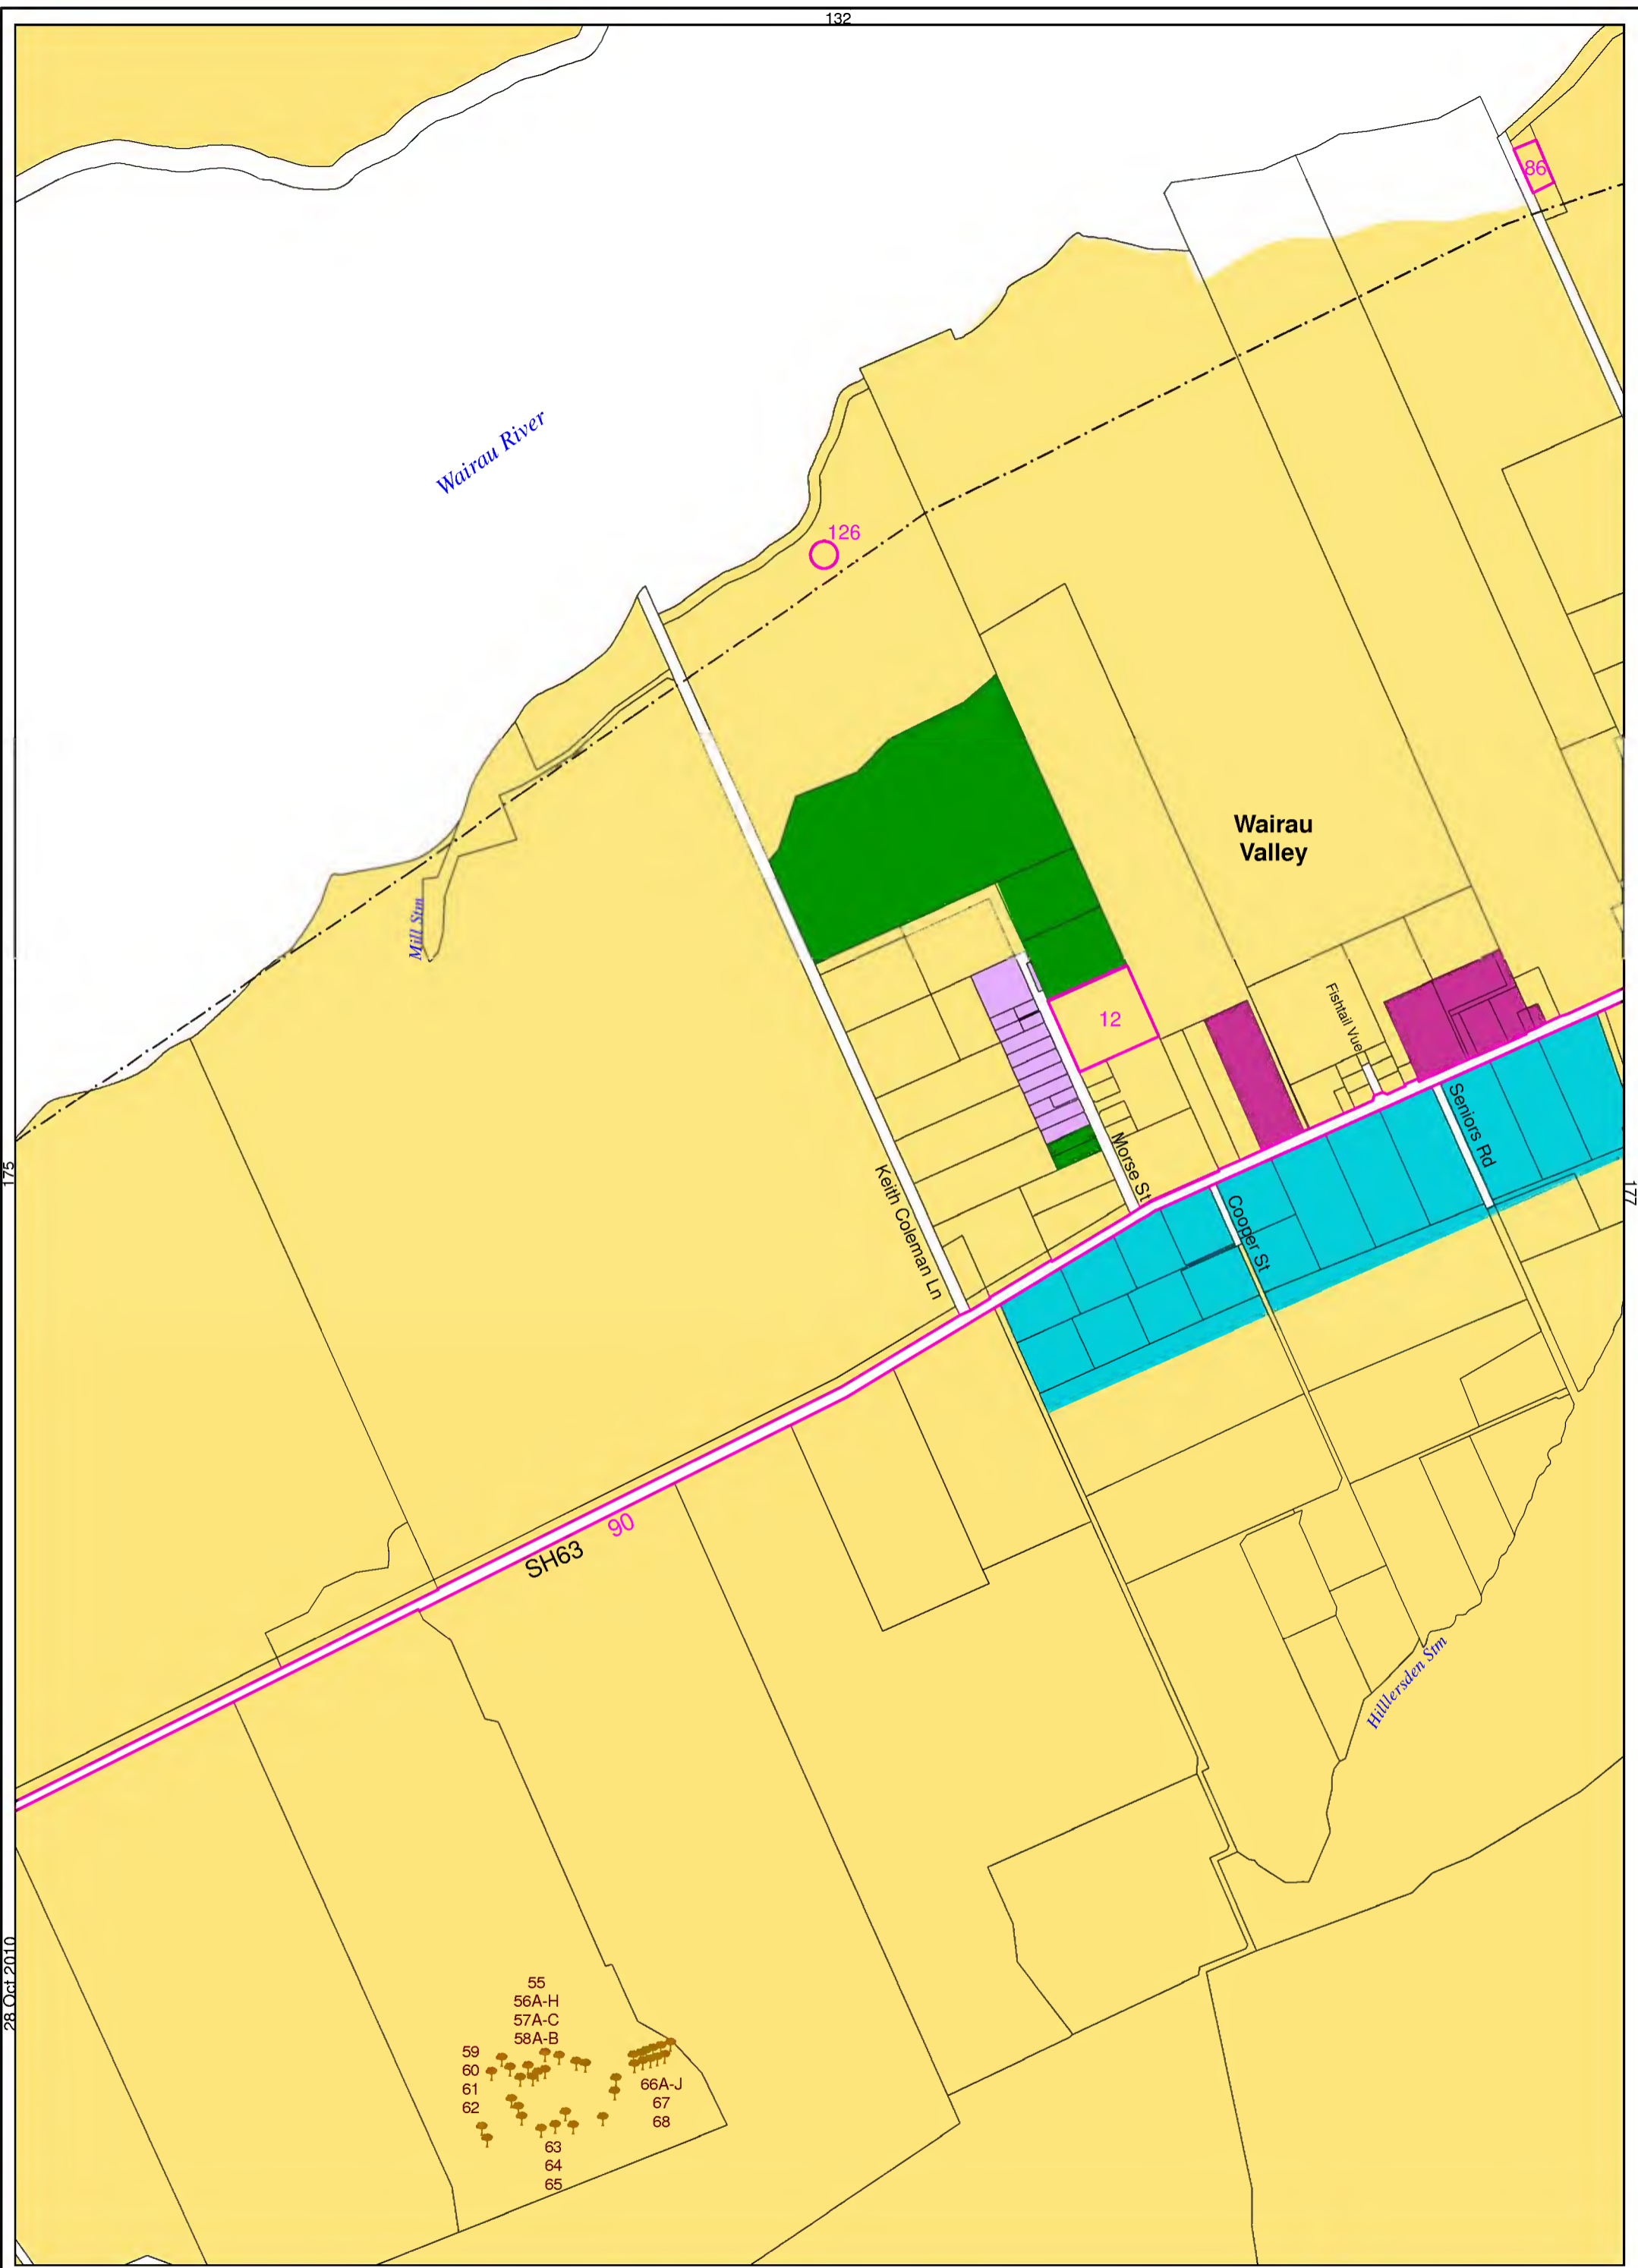 132
86
Wairau River
126
Wairau
Valley
Mill Stm
12
Fishtail Vue
175
177
Morse St
Seniors Rd
Keith Coleman Ln
Cooper St
90
SH63
Hilllersden Stm
28 Oct 2010
55
56A-H
57A-C
58A-B
59
60
61
62
66A-J
67
68
63
64
65